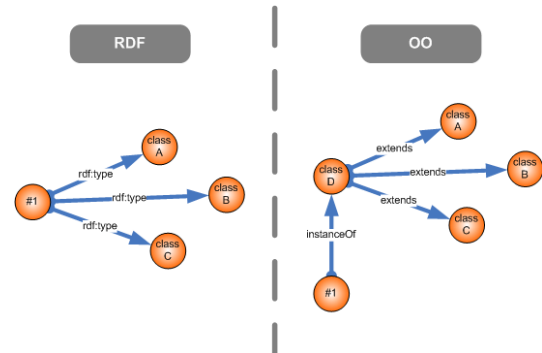 RDF
class
A
rdf:type
#1
rdf:type
class
B
rdf:type
class
C
OO
class
A
extends
class
D
extends
class
B
extends
class
C
instanceOf
#1